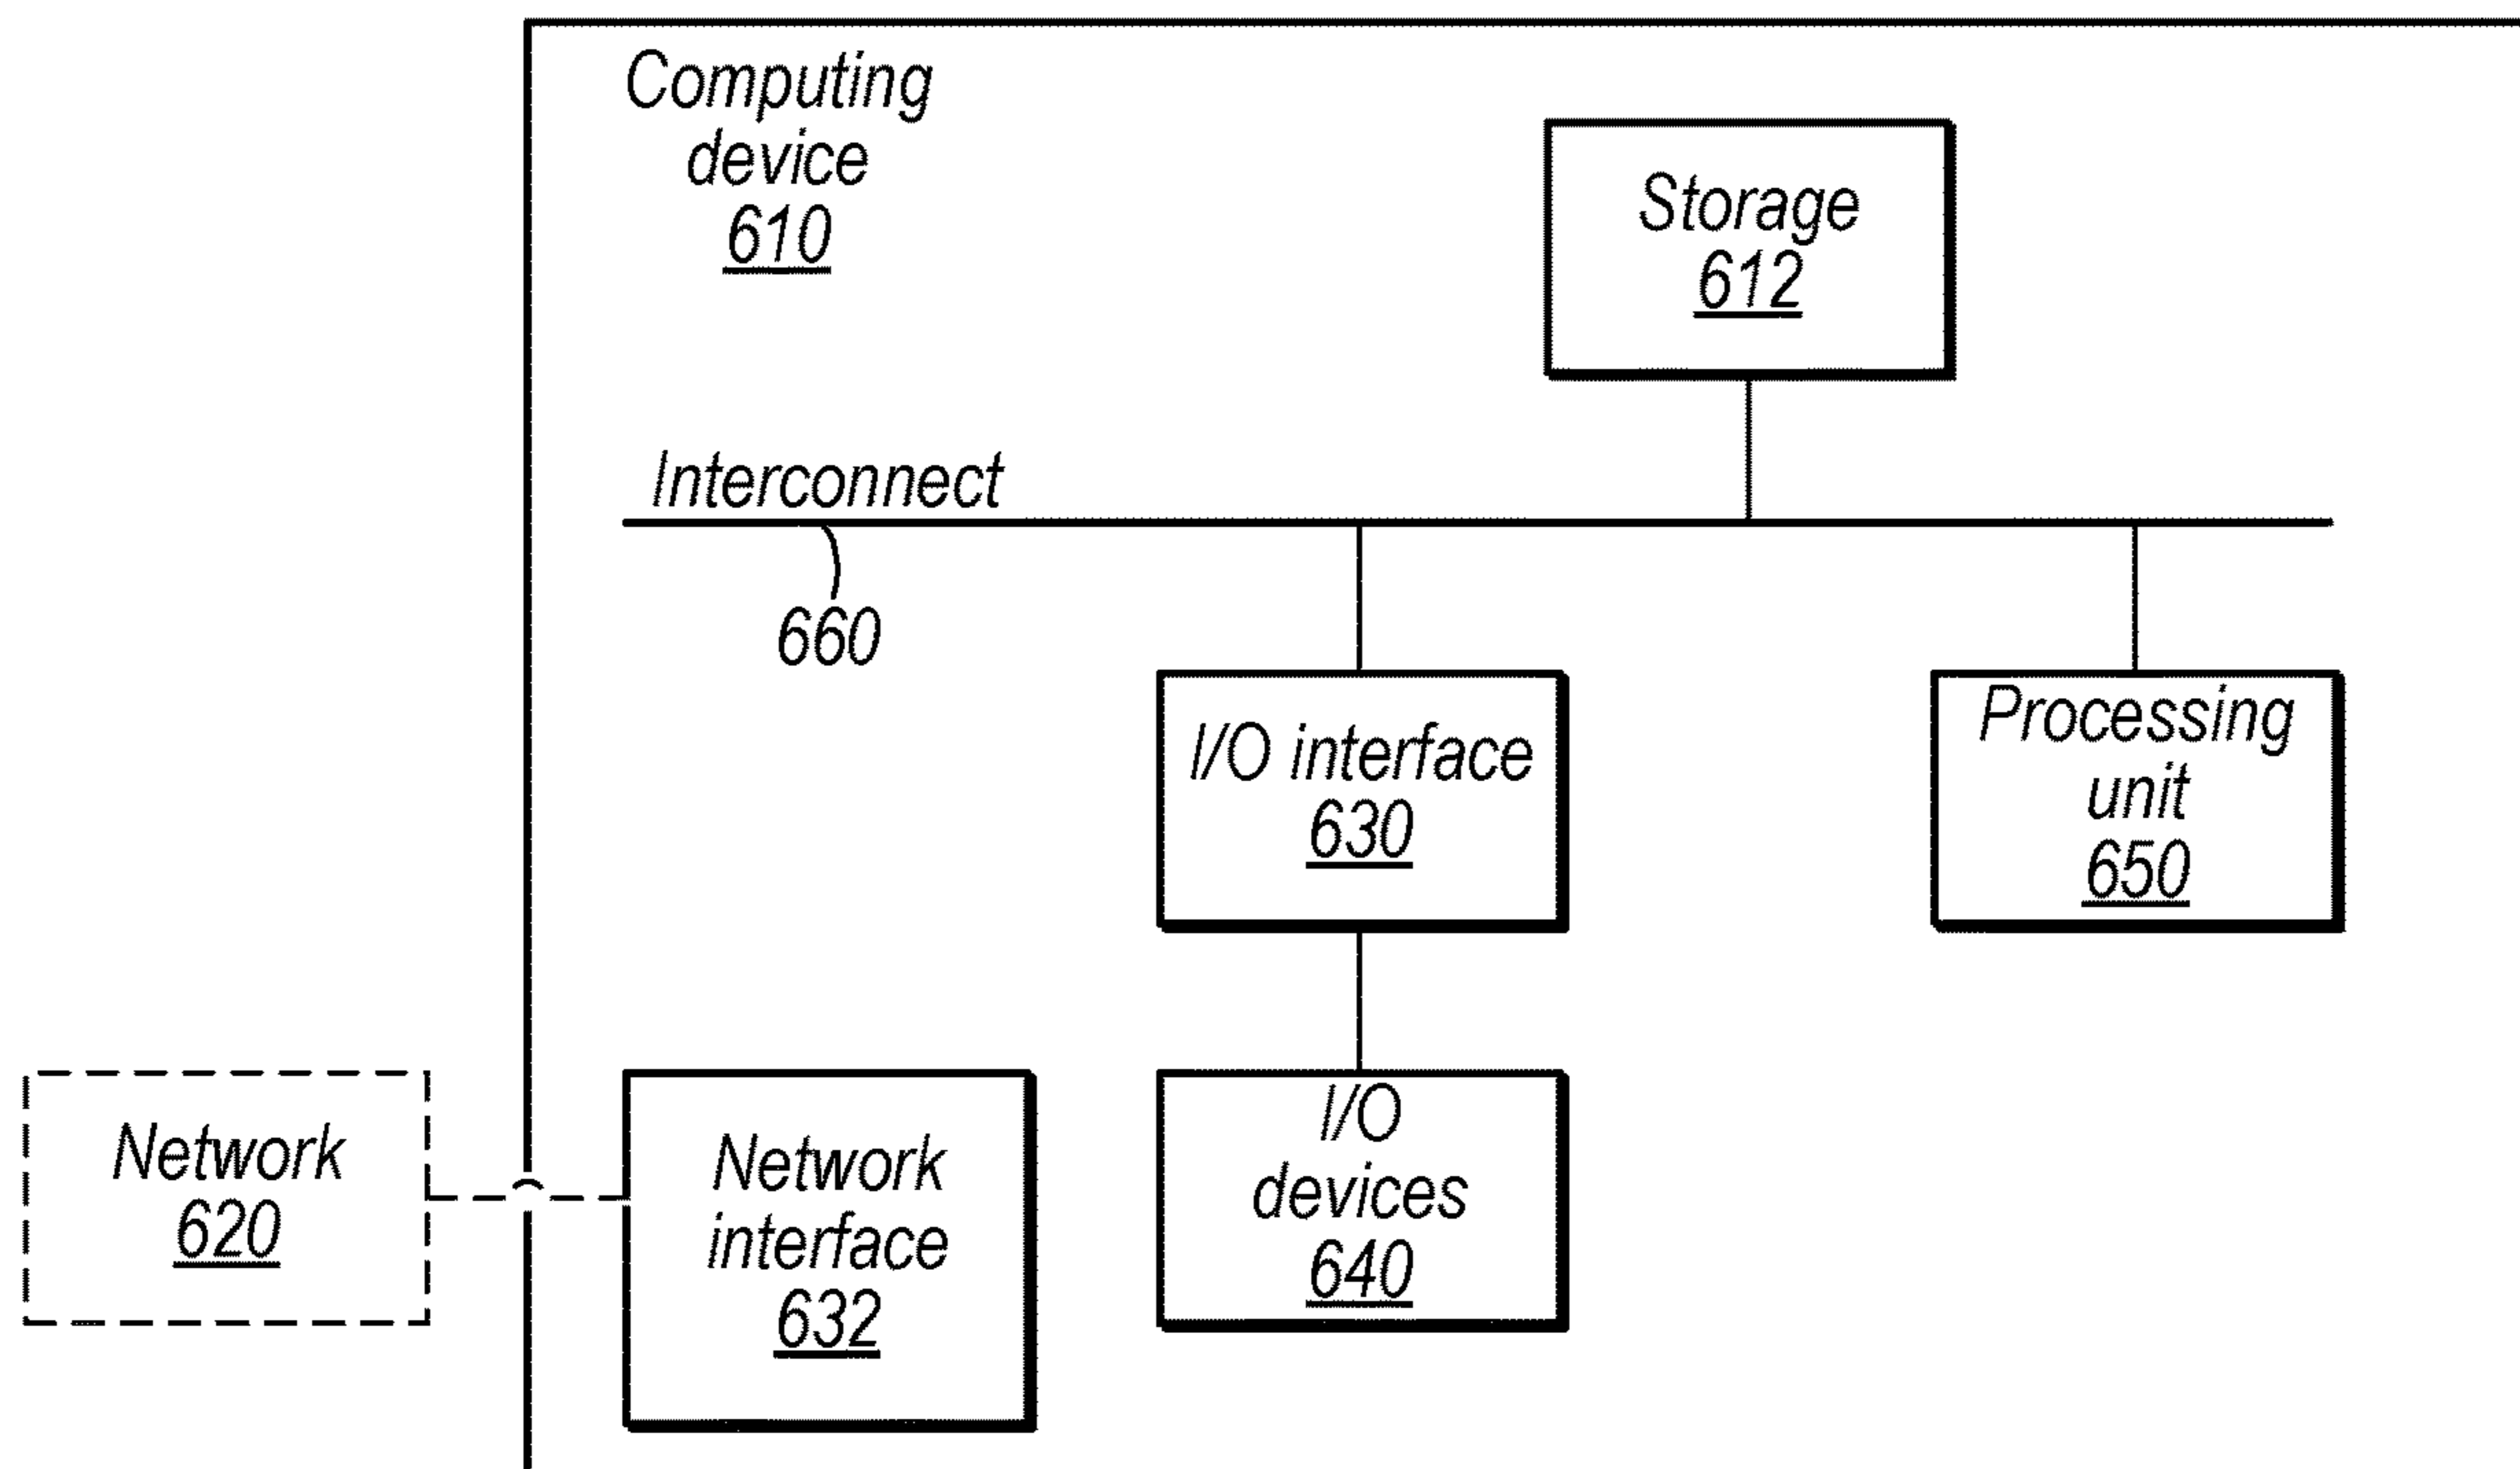 Computing
device
610
Storage
612
Interconnect
660
I/O interface
630
Processing
unit
650
Network
620
Network
interface
632
I/O
devices
640